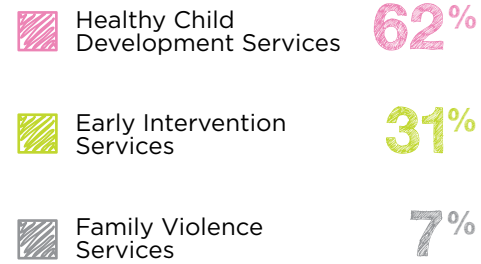 Healthy Child
Development Services 62%
Early Intervention
Services 31%
Family Violence
Services 7%